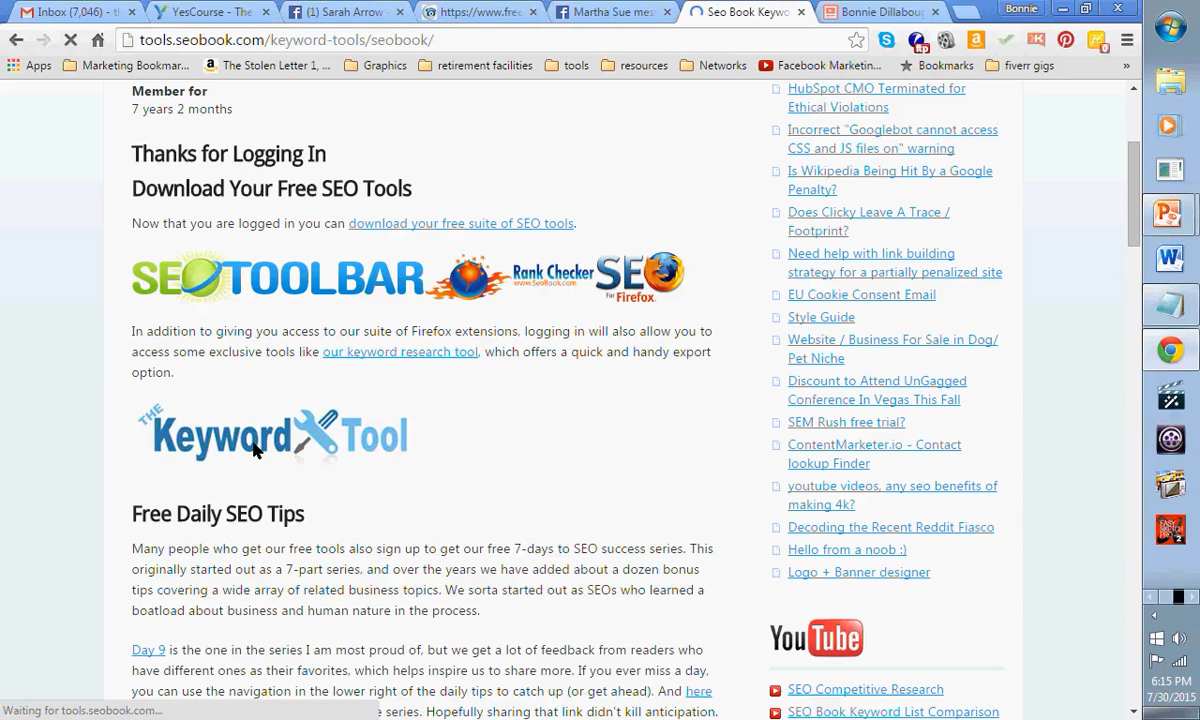 Inbox (7,046) - th
YesCourse - The
(1) Sarah Arrow -
https://www.free
Martha Sue mes
Seo Book Keywo
Bonnie Dillaboug
Bonnie
tools.seobook.com/keyword-tools/seobook/
Apps
Marketing Bookmar...
The Stolen Letter 1, ...
Graphics
retirement facilities
tools
resources
Networks
Facebook Marketin...
Bookmarks
fiverr gigs
»
Member for
7 years 2 months
Thanks for Logging In
Download Your Free SEO Tools
Now that you are logged in you can download your free suite of SEO tools.
SEOTOOLBAR
Rank Checker
www.SeoBook.com
SEO
for Firefox
In addition to giving you access to our suite of Firefox extensions, logging in will also allow you to
access some exclusive tools like our keyword research tool, which offers a quick and handy export
option.
THE
Keyword Tool
Free Daily SEO Tips
Many people who get our free tools also sign up to get our free 7-days to SEO success series. This
originally started out as a 7-part series, and over the years we have added about a dozen bonus
tips covering a wide array of related business topics. We sorta started out as SEOs who learned a
boatload about business and human nature in the process.
Day 9 is the one in the series I am most proud of, but we get a lot of feedback from readers who
have different ones as their favorites, which helps inspire us to share more. If you ever miss a day,
you can use the navigation in the lower right of the daily tips to catch up (or get ahead). And here
series. Hopefully sharing that link didn't kill anticipation.
Waiting for tools.seobook.com...
HubSpot CMO Terminated for
Ethical Violations
Incorrect "Googlebot cannot access
CSS and JS files on" warning
Is Wikipedia Being Hit By a Google
Penalty?
Does Clicky Leave A Trace /
Footprint?
Need help with link building
strategy for a partially penalized site
EU Cookie Consent Email
Style Guide
Website / Business For Sale in Dog/
Pet Niche
Discount to Attend UnGagged
Conference In Vegas This Fall
SEM Rush free trial?
ContentMarketer.io - Contact
lookup Finder
youtube videos, any seo benefits of
making 4k?
Decoding the Recent Reddit Fiasco
Hello from a noob :)
Logo + Banner designer
YouTube
SEO Competitive Research
SEO Book Keyword List Comparison
6:15 PM
7/30/2015